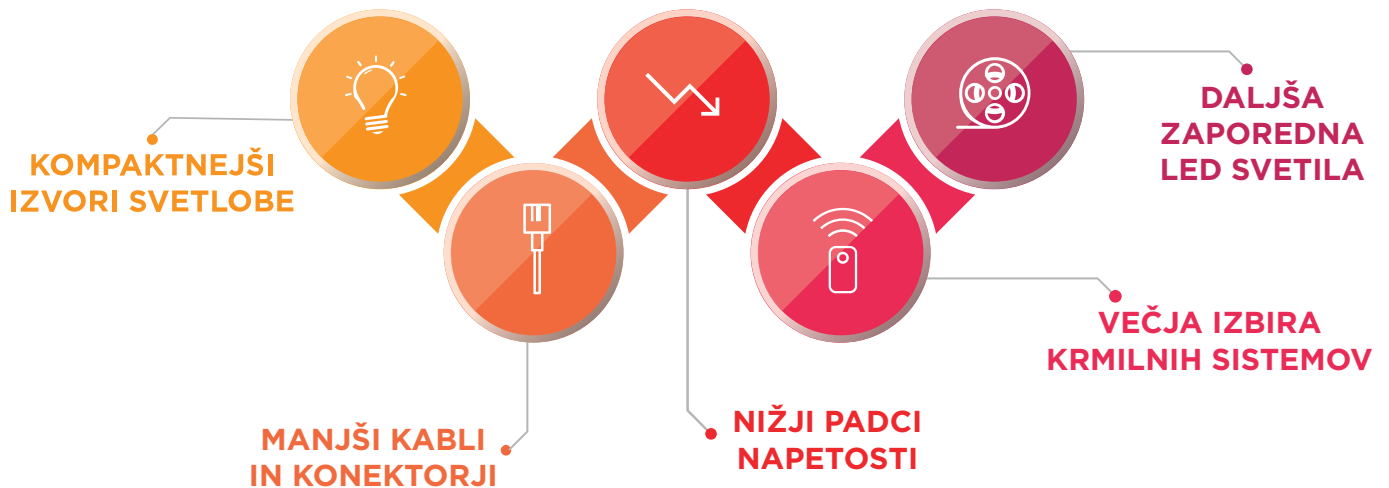 KOMPAKTNEJŠI
IZVORI SVETLOBE
MANJŠI KABLI
IN KONEKTORJI
NIŽJI PADCI
NAPETOSTI
VEČJA IZBIRA
KRMILNIH SISTEMOV
DALJŠA
ZAPOREDNA
LED SVETILA